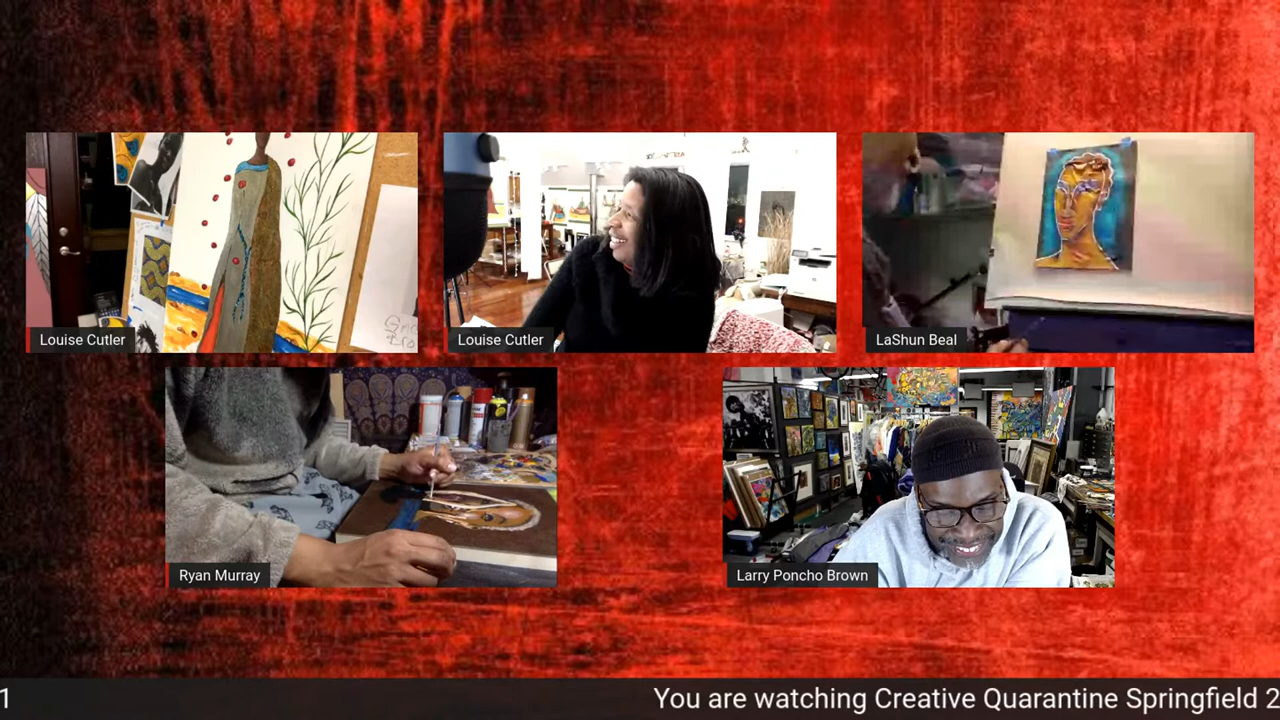 Louise Cutler
Louise Cutler
LaShun Beal
Ryan Murray
Larry Poncho Brown
1
You are watching Creative Quarantine Springfield 2